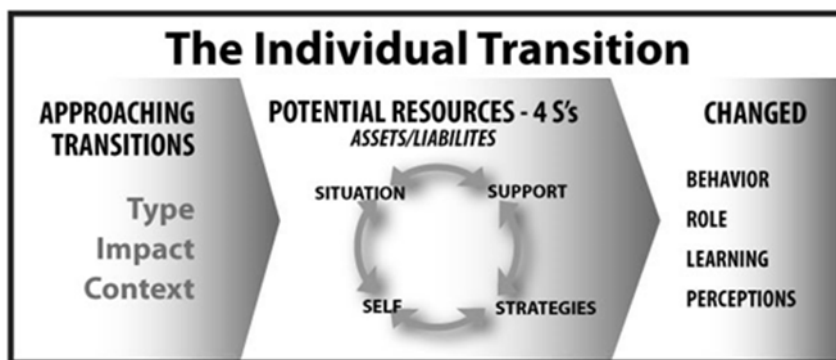 The Individual Transition
APPROACHING
TRANSITIONS
Type
Impact
Context
POTENTIAL RESOURCES - 4 S's
ASSETS/LIABILITES
SITUATION
SUPPORT
SELF
STRATEGIES
CHANGED
BEHAVIOR
ROLE
LEARNING
PERCEPTIONS